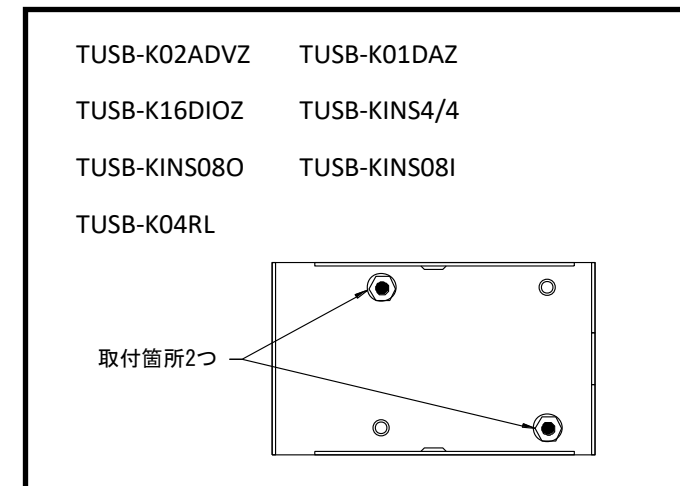 TUSB-K02ADVZ TUSB-K01DAZ
TUSB-K16DIOZ TUSB-KINS4/4
TUSB-KINS08O TUSB-KINS08I
TUSB-K04RL
取付箇所2つ